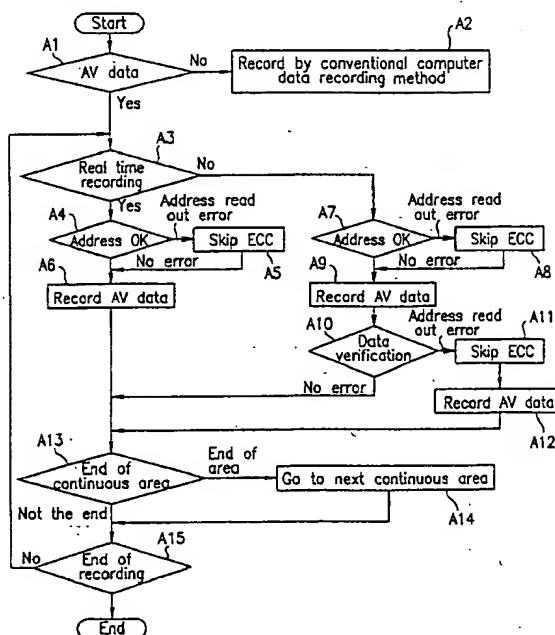 Start
A1
AV data
No
A2
Record by conventional computer
data recording method
Yes
A3
Real time
recording
No
Yes
A4
Address OK
Address read
out error
Skip ECC
A5
No error
A6
Record AV data
A7
Address OK
Address read
out error
Skip ECC
A8
No error
A9
Record AV data
A10
Data
verification
Address read
out error
A11
Skip ECC
No error
Record AV data
A12
A13
End of
continuous area
End of
area
Go to next continuous area
A14
Not the end
A15
End of
recording
No
End